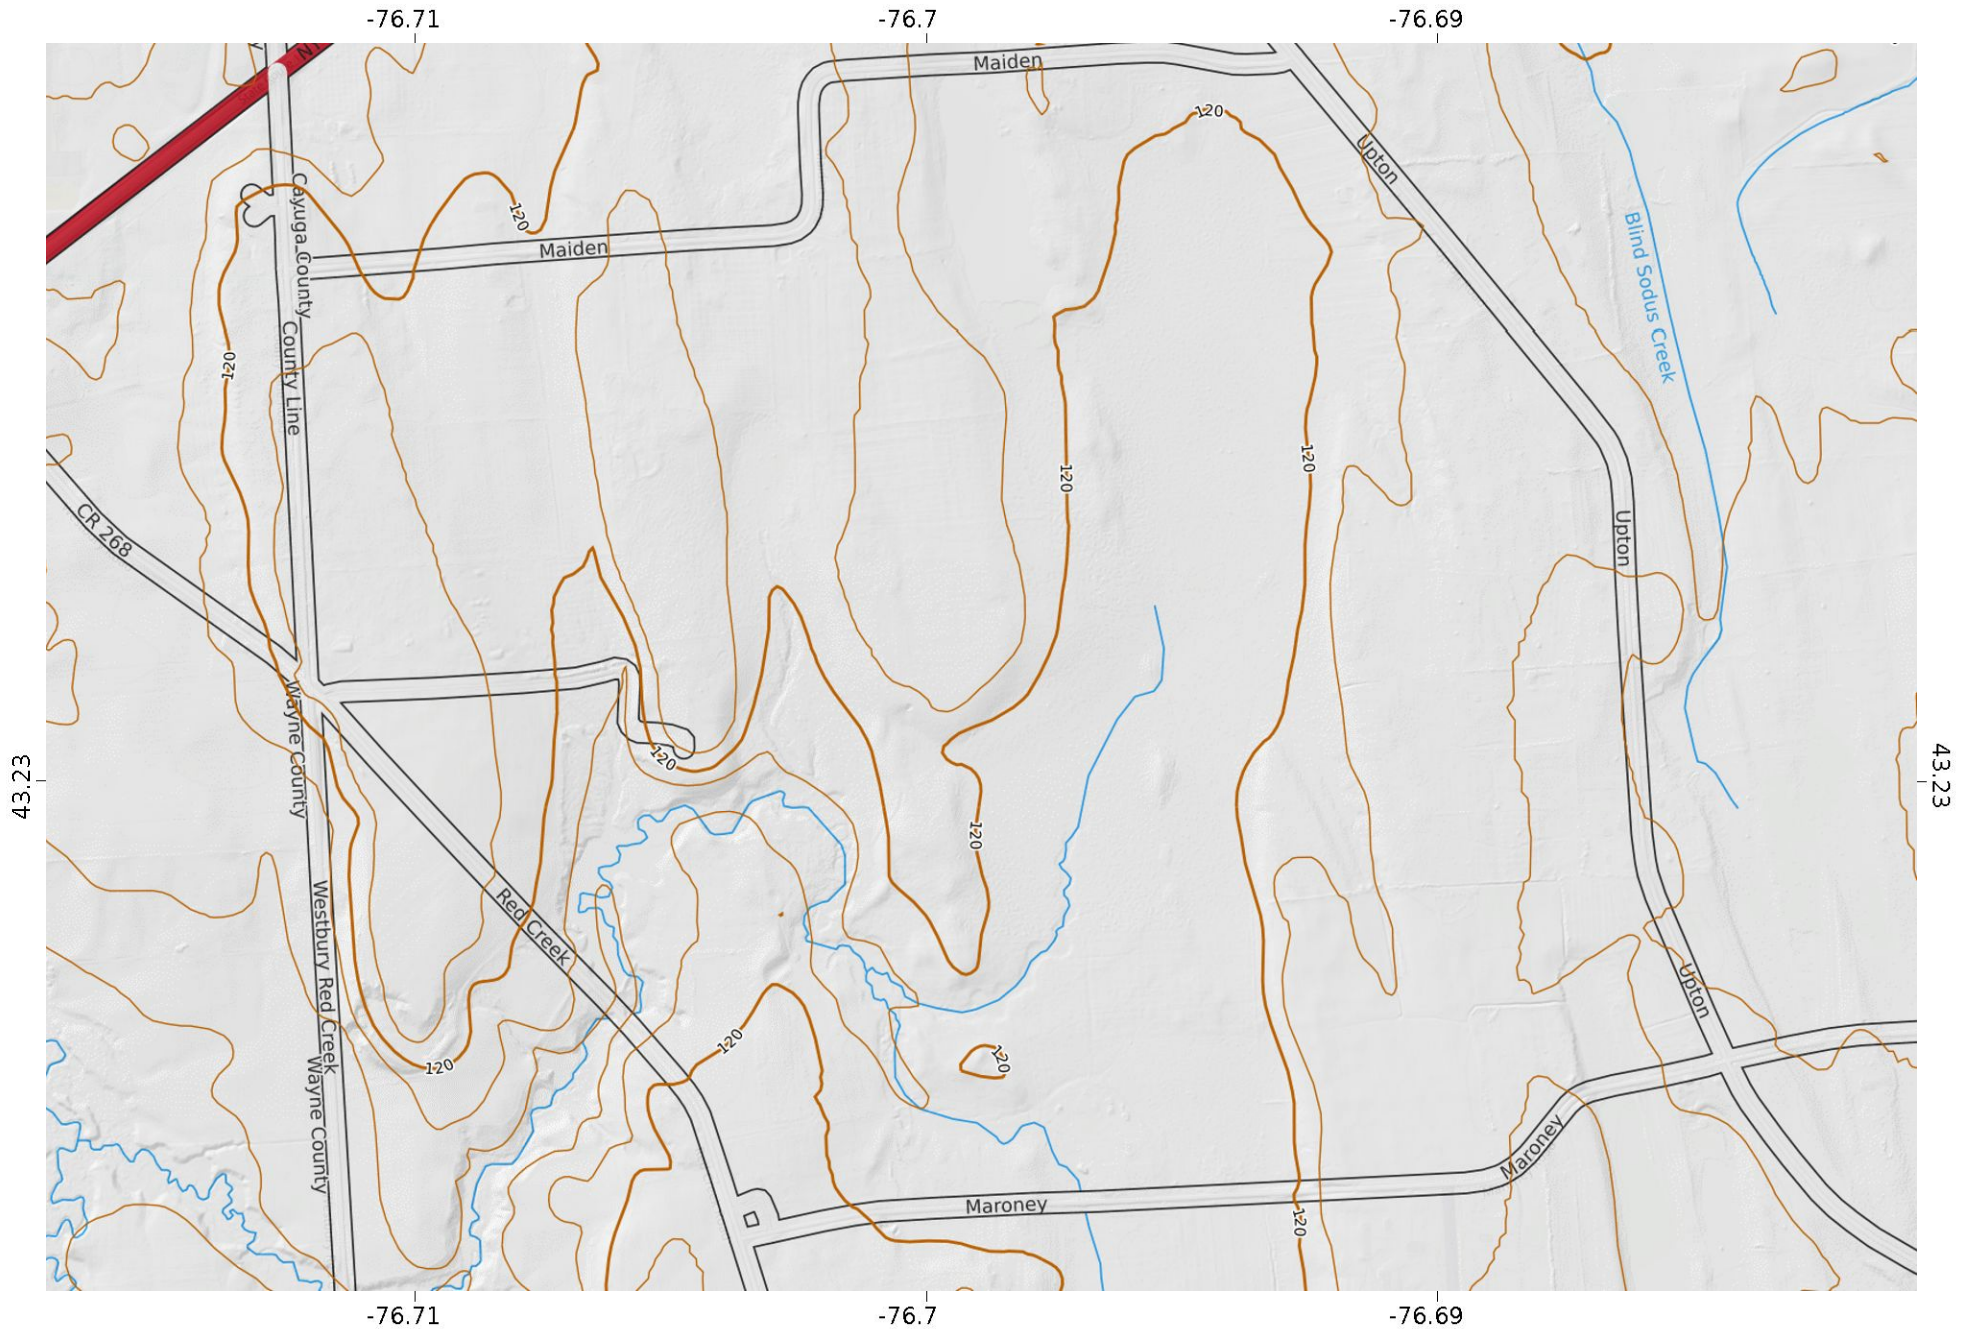 -76.71
-76.7
-76.69
Maiden
120
Upton
Cayuga County
120
Maiden
Blind Sodus Creek
County Line
120
120
120
CR 268
Upton
Wayne County
120
43.23
43.23
120
Westbury Red Creek
Red Creek
Upton
120
120
120
Wayne County
Maroney
Maroney
120
-76.71
-76.7
-76.69